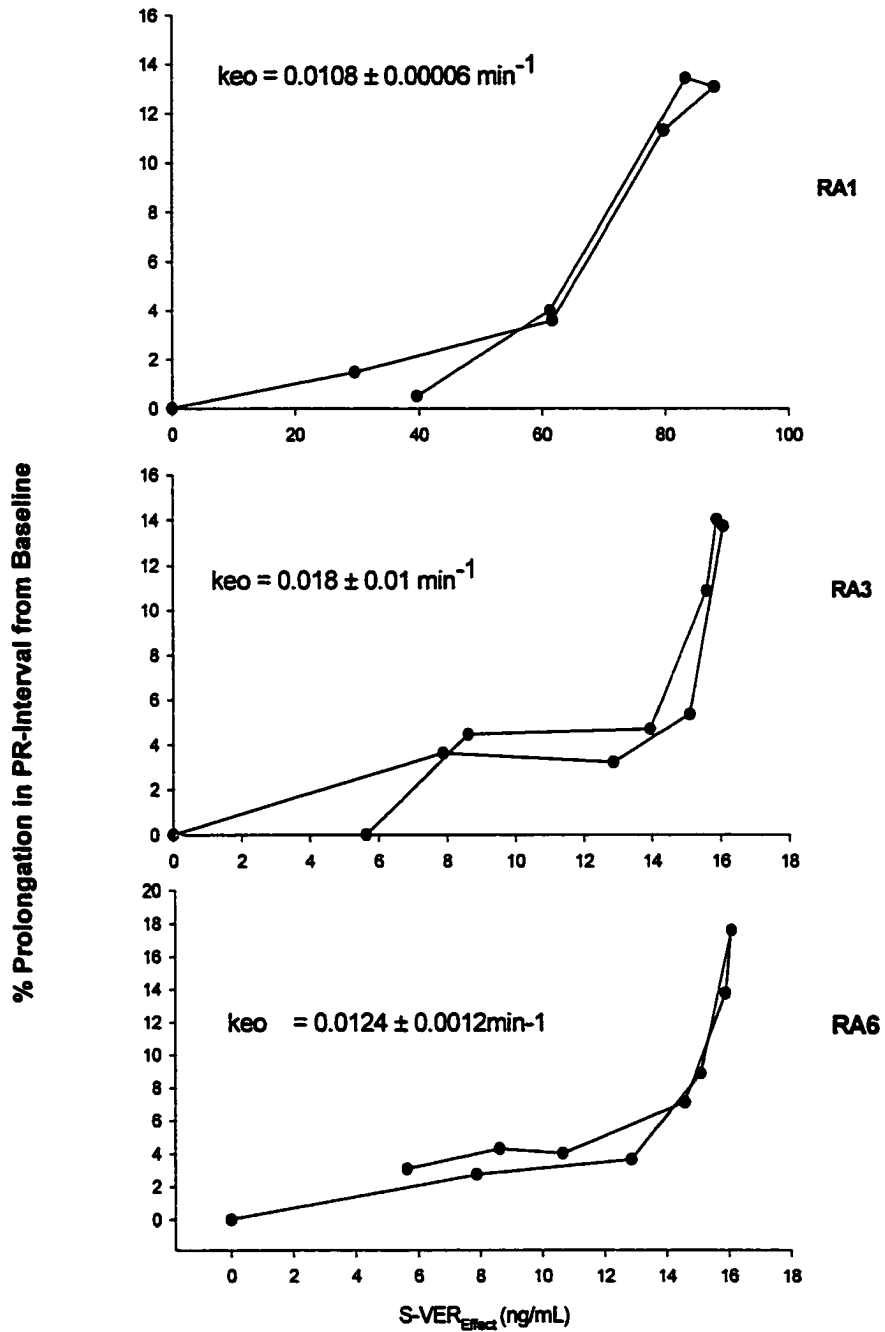 16
14
12
10
8
6
4
2
0
keo = 0.0108 ± 0.00006 min-1
RA1
0 20 40 60 80 100
% Prolongation in PR-Interval from Baseline
16
14
12
10
8
6
4
2
0
keo = 0.018 ± 0.01 min-1
RA3
0 2 4 6 8 10 12 14 16 18
20
18
16
14
12
10
8
6
4
2
0
keo = 0.0124 ± 0.0012min-1
RA6
0 2 4 6 8 10 12 14 16 18
S-VEREffect (ng/mL)